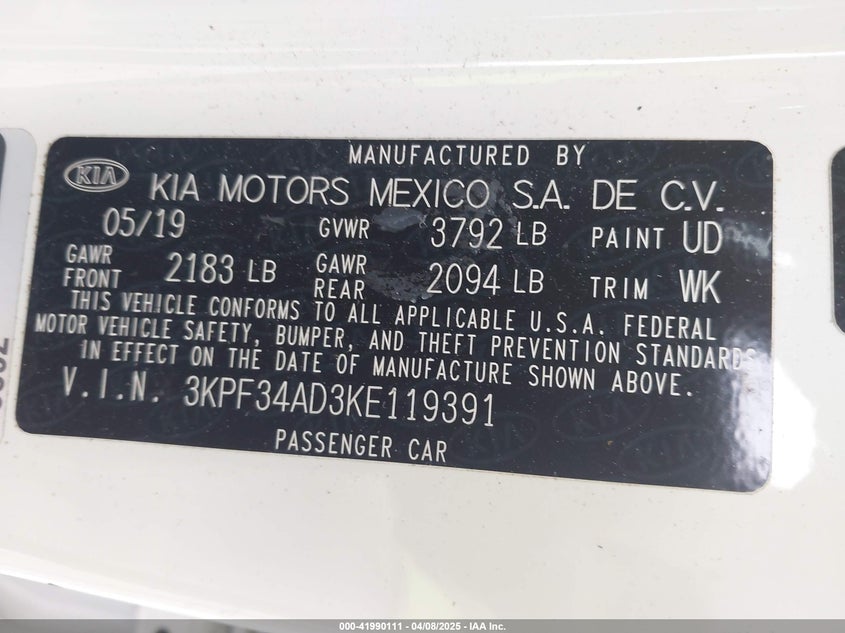 MANUFACTURED BY
KIA KIA MOTORS MEXICO S.A. DE C.V.
05/19 GVWR 3792 LB PAINT UD
GAWR FRONT 2183 LB GAWR REAR 2094 LB TRIM WK
THIS VEHICLE CONFORMS TO ALL APPLICABLE U.S.A. FEDERAL
MOTOR VEHICLE SAFETY, BUMPER, AND THEFT PREVENTION STANDARDS
IN EFFECT ON THE DATE OF MANUFACTURE SHOWN ABOVE.
V.I.N. 3KPF34AD3KE119391
PASSENGER CAR
000-41990111 - 04/08/2025 - IAA Inc.